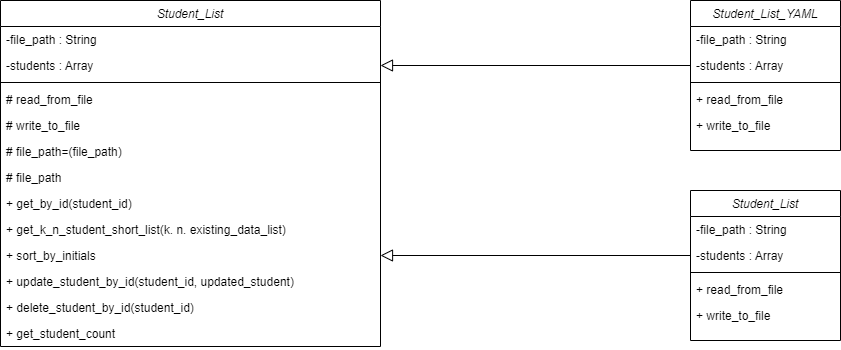 Student_List
-file_path : String
-students : Array
# read_from_file
# write_to_file
# file_path=(file_path)
# file_path
+ get_by_id(student_id)
+ get_k_n_student_short_list(k. n. existing_data_list)
+ sort_by_initials
+ update_student_by_id(student_id, updated_student)
+ delete_student_by_id(student_id)
+ get_student_count
Student_List_YAML
-file_path : String
-students : Array
+ read_from_file
+ write_to_file
Student_List
-file_path : String
-students : Array
+ read_from_file
+ write_to_file